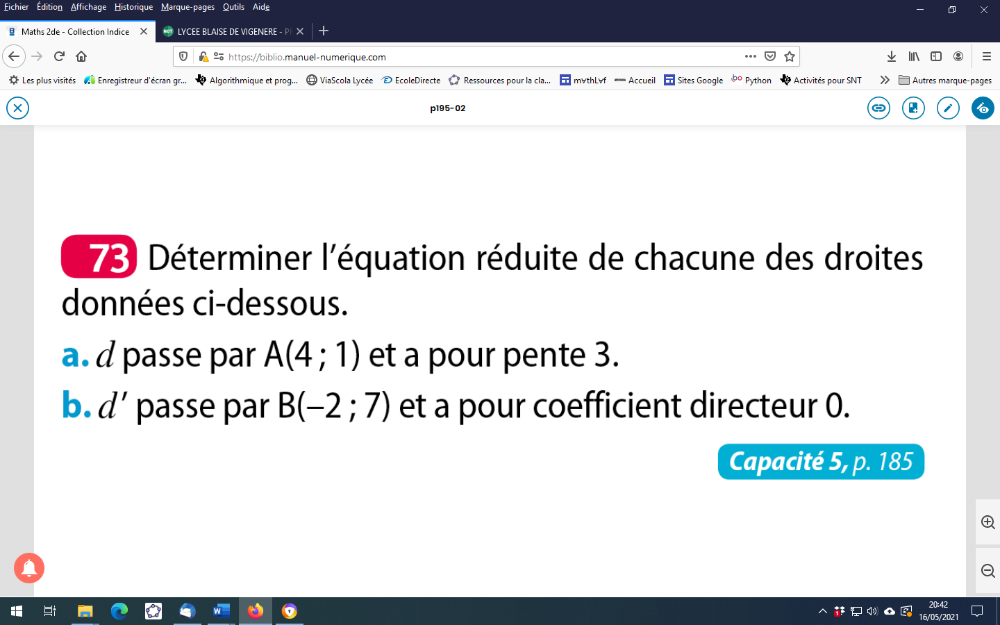 Fichier Édition Affichage Historique Marque-pages Outils Aide
Maths 2de - Collection Indice
LYCEE BLAISE DE VIGENERE - P
https://biblio.manuel-numerique.com
Les plus visités Enregistreur d'écran gr... Algorithmique et prog... ViaScola Lycée EcoleDirecte Ressources pour la cla... m∀thL∀f Accueil Sites Google Python Activités pour SNT Autres marque-pages
p195-02
73 Déterminer l'équation réduite de chacune des droites
données ci-dessous.
a. d passe par A(4 ; 1) et a pour pente 3.
b. d' passe par B(–2 ; 7) et a pour coefficient directeur 0.
Capacité 5, p. 185
20:42
16/05/2021